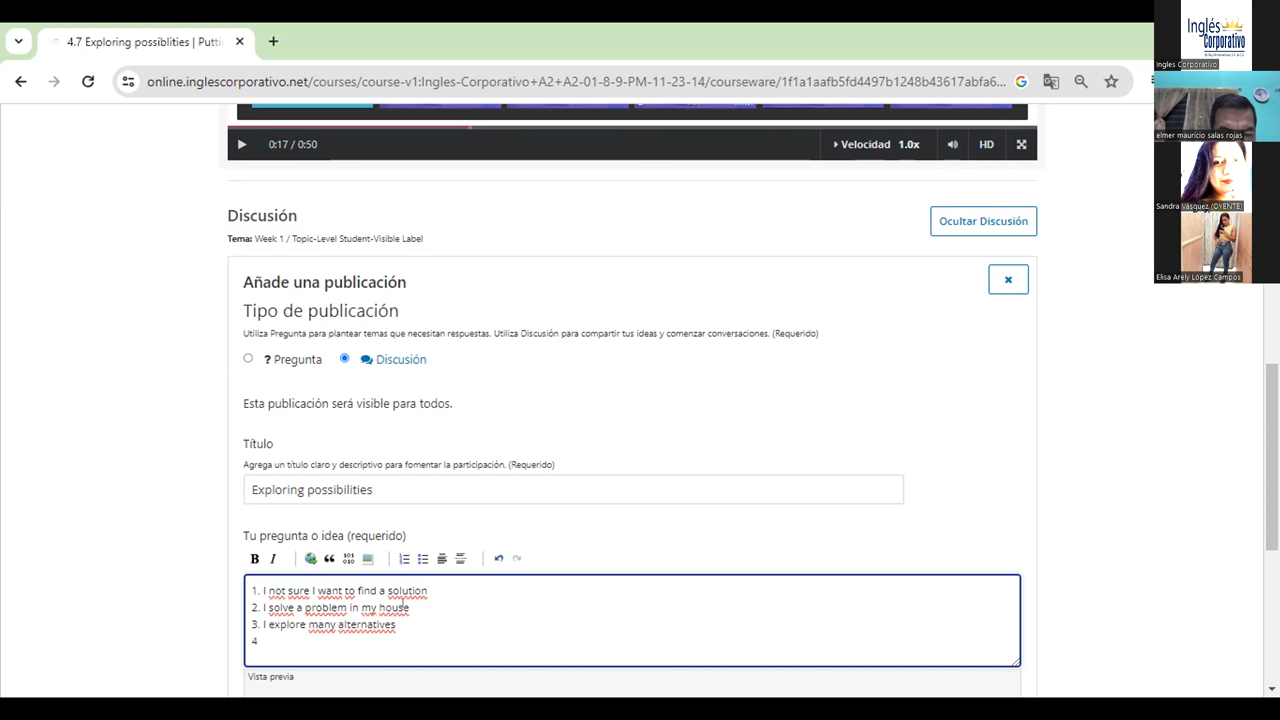 4.7 Exploring possiblities | Putti
online.inglescorporativo.net/courses/course-v1:Ingles-Corporativo+A2+A2-01-8-9-PM-11-23-14/courseware/1f1a1aafb5fd4497b1248b43617abfa6...
Inglés
Corporativo
Ingles Corporativo
elmer mauricio salas rojas
Sandra Vásquez (OYENTE)
Elisa Arely López Campos
0:17 / 0:50
Velocidad 1.0x
HD
Discusión
Ocultar Discusión
Tema: Week 1 / Topic-Level Student-Visible Label
Añade una publicación
Tipo de publicación
Utiliza Pregunta para plantear temas que necesitan respuestas. Utiliza Discusión para compartir tus ideas y comenzar conversaciones. (Requerido)
? Pregunta
Discusión
Esta publicación será visible para todos.
Título
Agrega un título claro y descriptivo para fomentar la participación. (Requerido)
Exploring possibilities
Tu pregunta o idea (requerido)
B I
1. I not sure I want to find a solution
2. I solve a problem in my house
3. I explore many alternatives
4
Vista previa